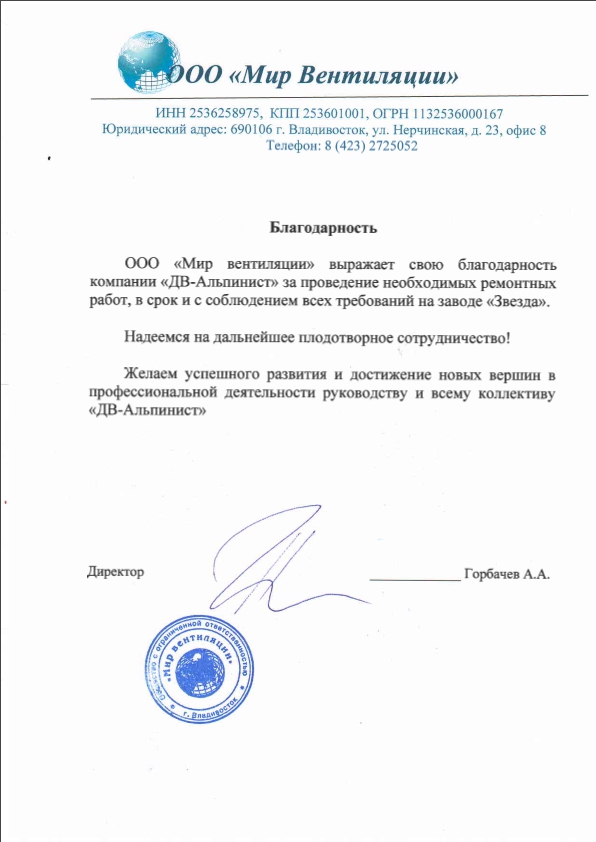 ООО «Мир Вентиляции»
ИНН 2536258975, КПП 253601001, ОГРН 1132536000167
Юридический адрес: 690106 г. Владивосток, ул. Нерчинская, д. 23, офис 8
Телефон: 8 (423) 2725052
Благодарность
ООО «Мир вентиляции» выражает свою благодарность
компании «ДВ-Альпинист» за проведение необходимых ремонтных
работ, в срок и с соблюдением всех требований на заводе «Звезда».
Надеемся на дальнейшее плодотворное сотрудничество!
Желаем успешного развития и достижение новых вершин в
профессиональной деятельности руководству и всему коллективу
«ДВ-Альпинист»
Директор ____________ Горбачев А.А.
Общество с ограниченной ответственностью
«Мир вентиляции»
г. Владивосток